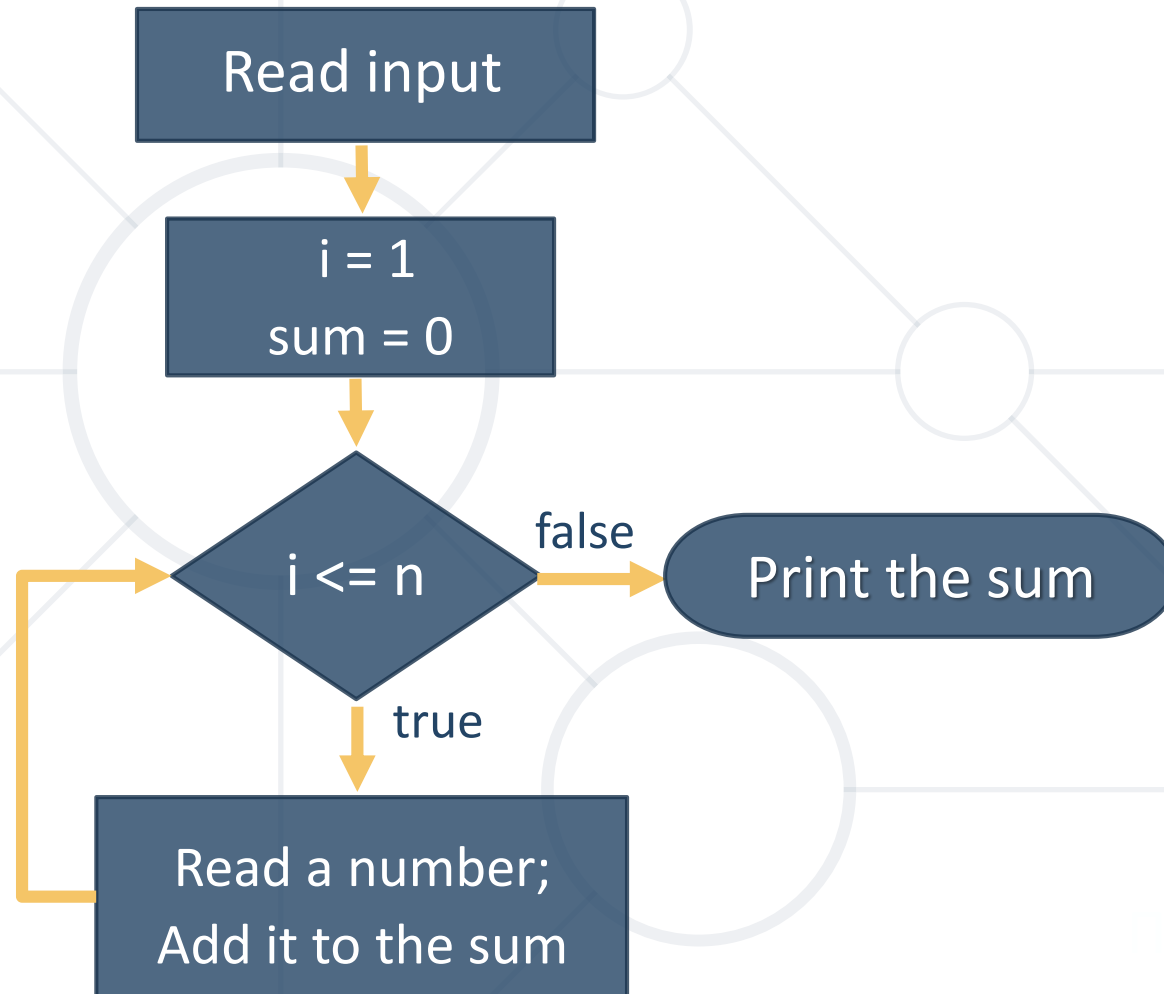 Read input
i = 1
sum = 0
i <= n
false
Print the sum
true
Read a number;
Add it to the sum